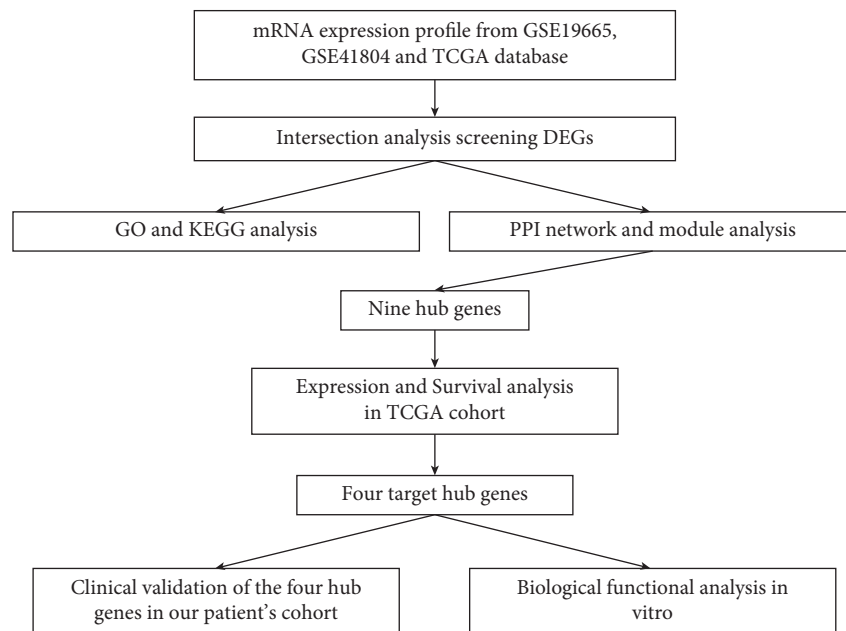 mRNA expression profile from GSE19665,
GSE41804 and TCGA database
Intersection analysis screening DEGs
GO and KEGG analysis
PPI network and module analysis
Nine hub genes
Expression and Survival analysis
in TCGA cohort
Four target hub genes
Clinical validation of the four hub
genes in our patient's cohort
Biological functional analysis in
vitro